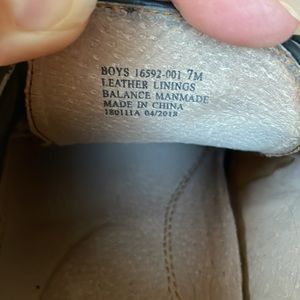 BOYS 16592-001 7M
LEATHER LININGS
BALANCE MANMADE
MADE IN CHINA
180111A 04/2018